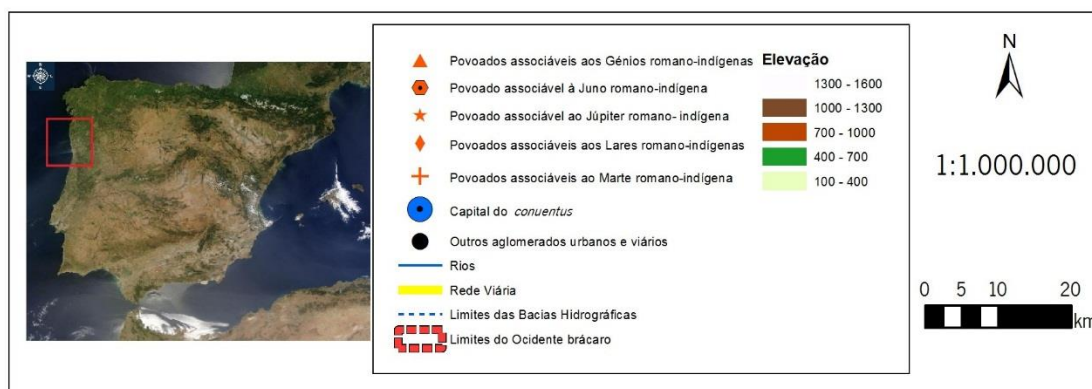 Povoados associáveis aos Génios romano-indígenas
Povoado associável à Juno romano-indígena
Povoado associável ao Júpiter romano- indígena
Povoados associáveis aos Lares romano-indígenas
Povoados associáveis ao Marte romano-indígena
Capital do conuentus
Outros aglomerados urbanos e viários
Rios
Rede Viária
Limites das Bacias Hidrográficas
Limites do Ocidente brácaro
Elevação
1300 - 1600
1000 - 1300
700 - 1000
400 - 700
100 - 400
N
1:1.000.000
0 5 10 20
km